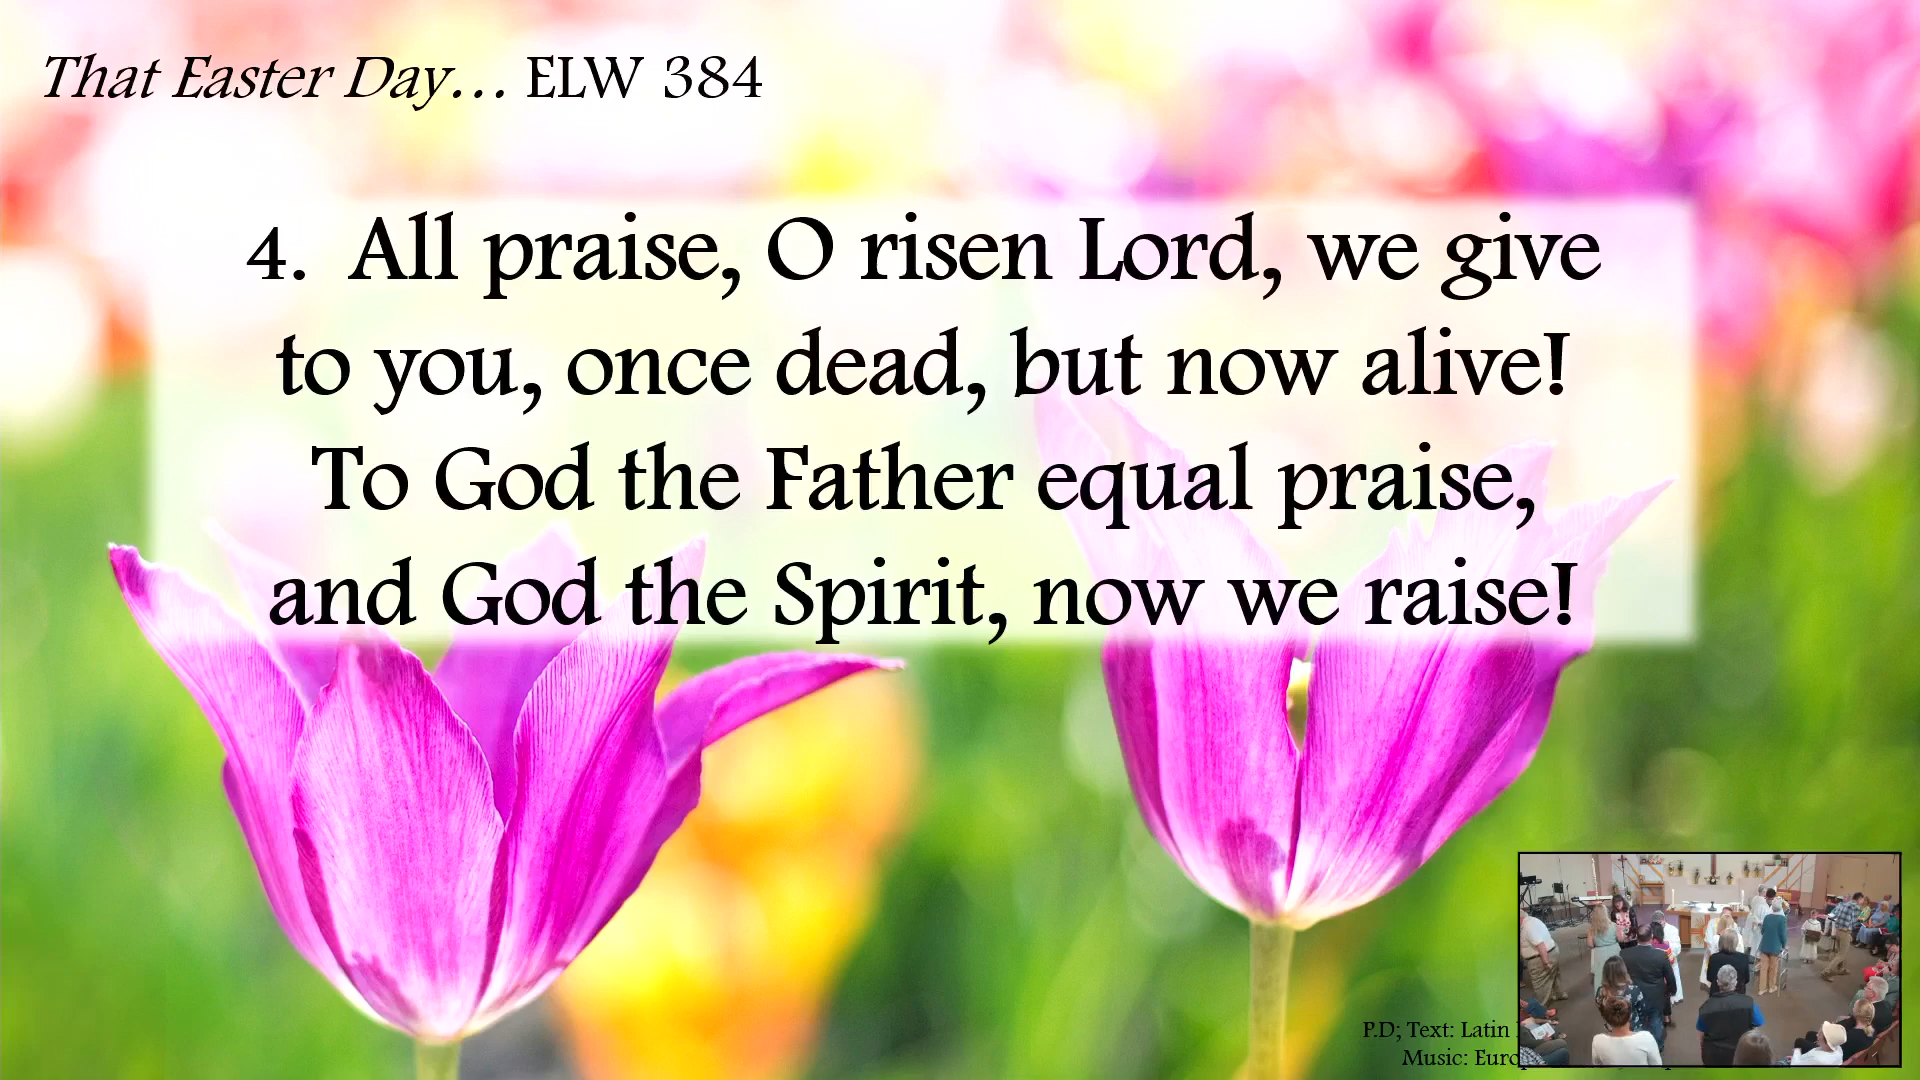 That Easter Day... ELW 384
4. All praise, O risen Lord, we give
to you, once dead, but now alive!
To God the Father equal praise,
and God the Spirit, now we raise!
P.D; Text: Latin
Music: